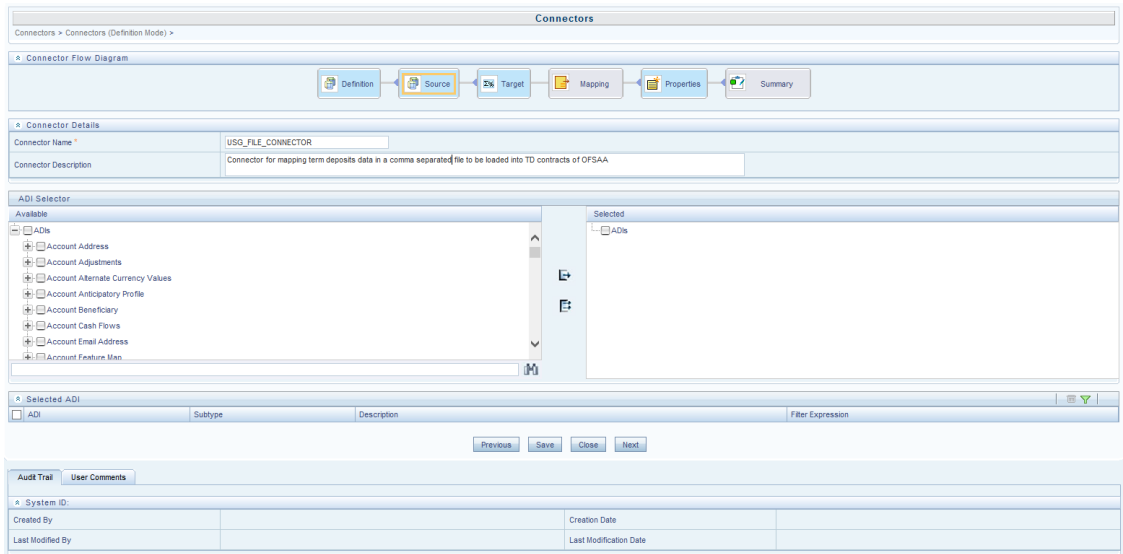 Connectors
Connectors > Connectors (Definition Mode) >
Connector Flow Diagram
Definition Source Target Mapping Properties Summary
Connector Details
Connector Name * USG_FILE_CONNECTOR
Connector Description Connector for mapping term deposits data in a comma separated file to be loaded into TD contracts of OFSAA
ADI Selector
Available Selected
ADIs ADIs
Account Address
Account Adjustments
Account Alternate Currency Values
Account Anticipatory Profile
Account Beneficiary
Account Cash Flows
Account Email Address
Account Feature Map
Selected ADI
ADI Subtype Description Filter Expression
Previous Save Close Next
Audit Trail User Comments
System ID:
Created By Creation Date
Last Modified By Last Modification Date